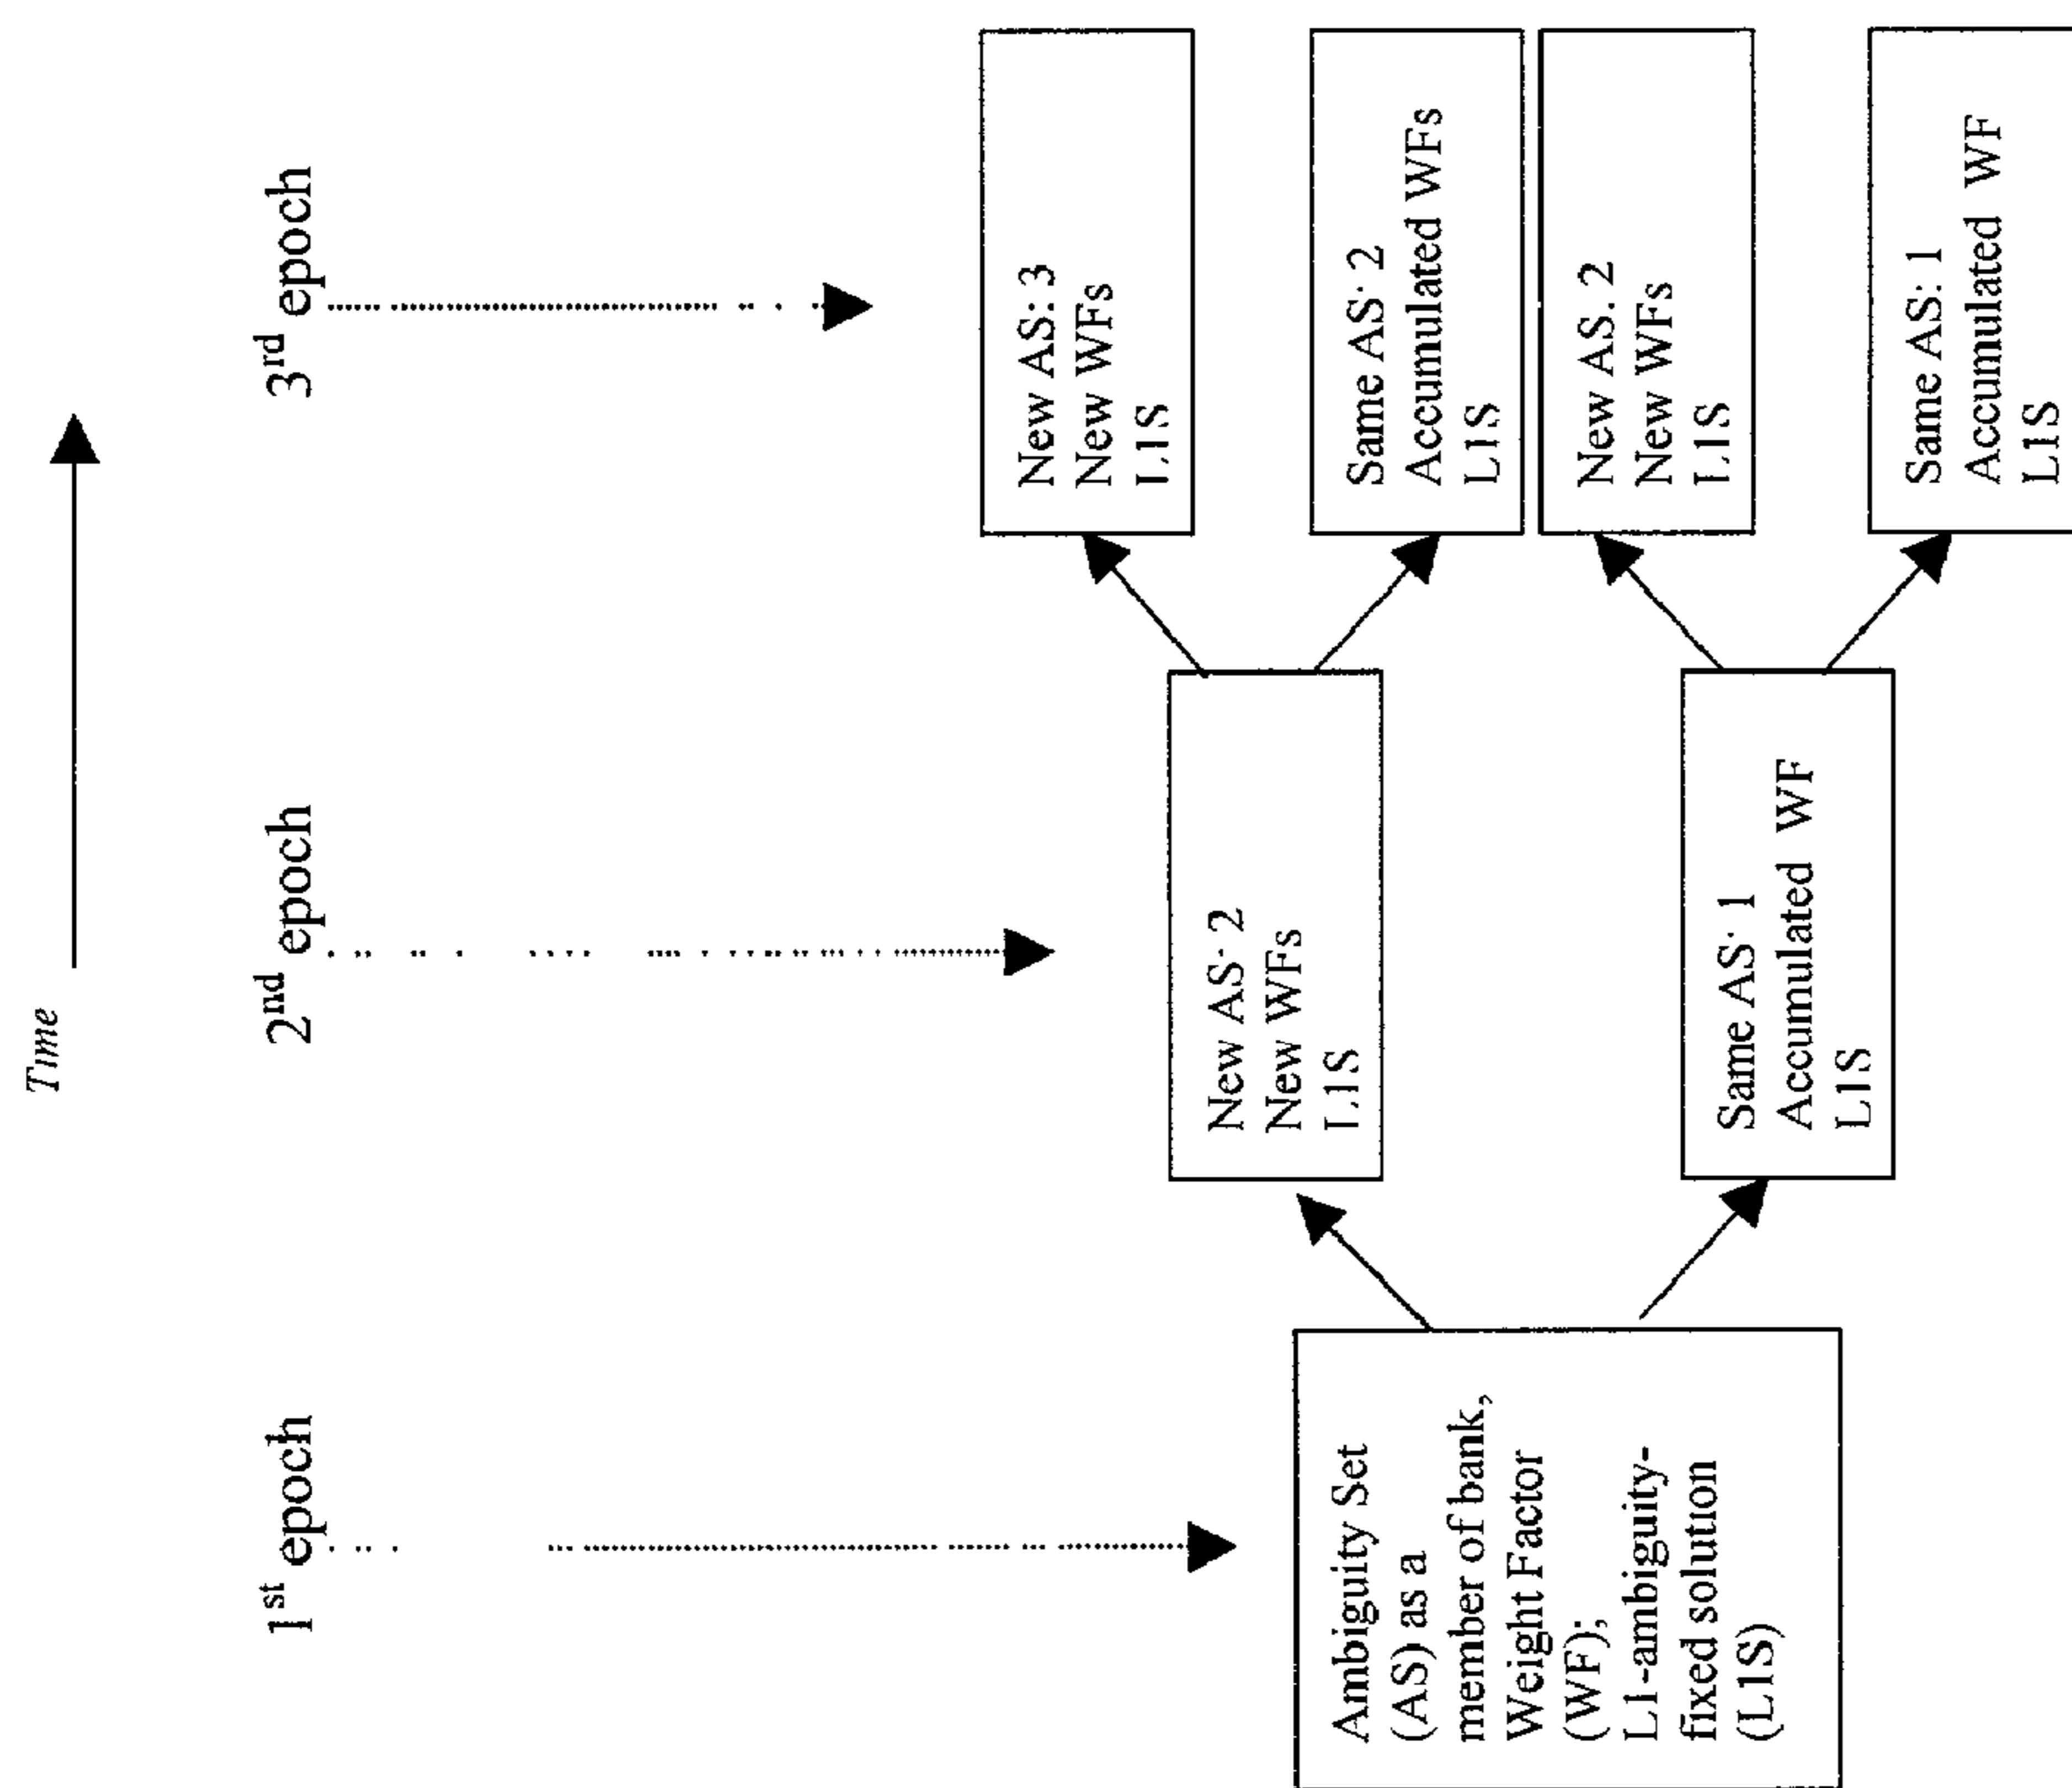 Time
1st epoch
2nd epoch
3rd epoch
Ambiguity Set
(AS) as a
member of bank,
Weight Factor
(WF);
L1-ambiguity-
fixed solution
(L1S)
New AS: 2
New WFs
L1S
Same AS: 1
Accumulated WF
L1S
New AS: 3
New WFs
L1S
Same AS: 2
Accumulated WFs
L1S
New AS. 2
New WFs
L1S
Same AS: 1
Accumulated WF
L1S